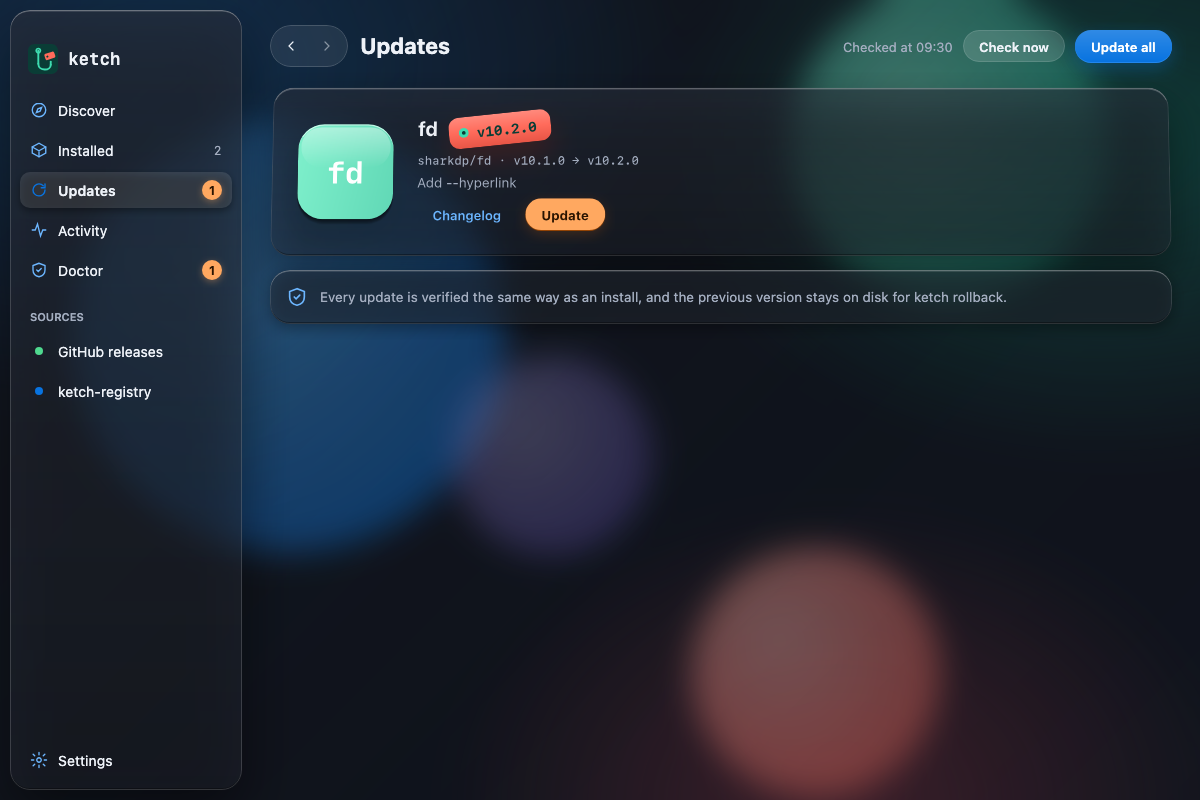 ketch
Discover
Installed 2
Updates 1
Activity
Doctor 1
SOURCES
GitHub releases
ketch-registry
Settings
Updates
Checked at 09:30
Check now
Update all
fd
fd v10.2.0
sharkdp/fd · v10.1.0 → v10.2.0
Add --hyperlink
Changelog
Update
Every update is verified the same way as an install, and the previous version stays on disk for ketch rollback.